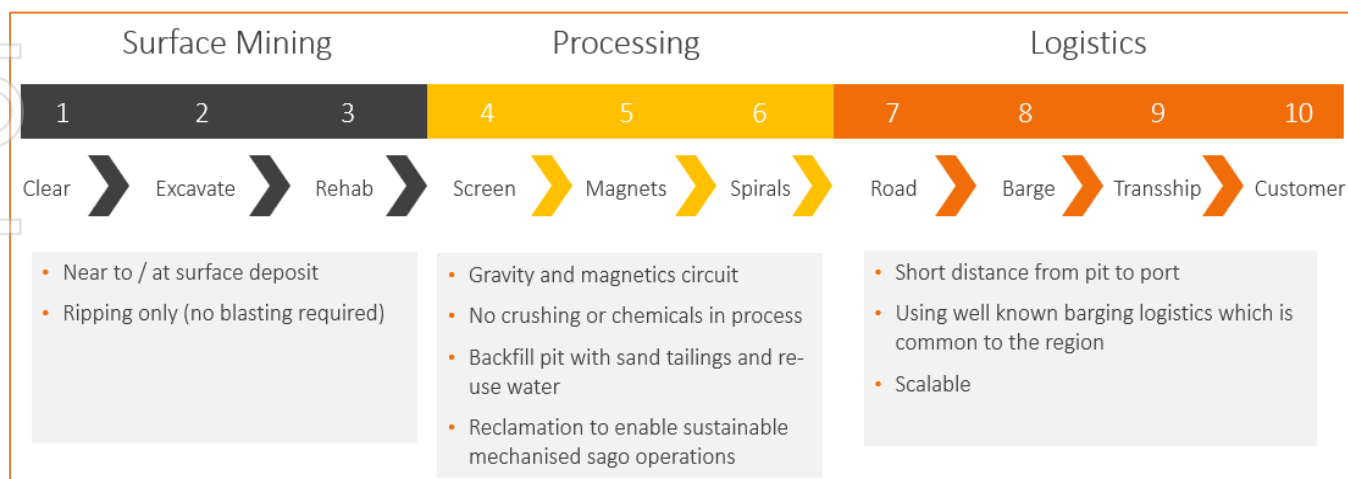 Surface Mining
Processing
Logistics
1 2 3 4 5 6 7 8 9 10
Clear Excavate Rehab Screen Magnets Spirals Road Barge Transship Customer
• Near to / at surface deposit
• Ripping only (no blasting required)
• Gravity and magnetics circuit
• No crushing or chemicals in process
• Backfill pit with sand tailings and re-
use water
• Reclamation to enable sustainable
mechanised sago operations
• Short distance from pit to port
• Using well known barging logistics which is
common to the region
• Scalable